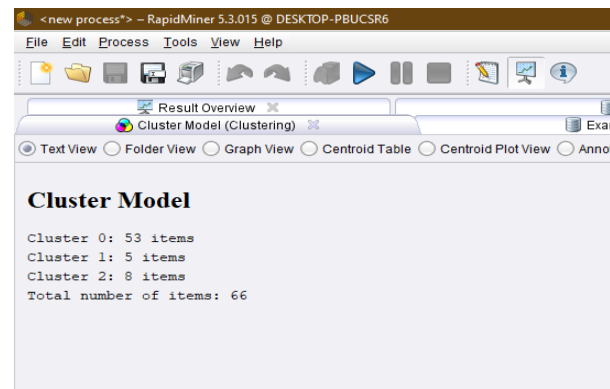 <new process*> – RapidMiner 5.3.015 @ DESKTOP-PBUCSR6
File Edit Process Tools View Help
Result Overview
Cluster Model (Clustering)
Text View Folder View Graph View Centroid Table Centroid Plot View
Cluster Model
Cluster 0: 53 items
Cluster 1: 5 items
Cluster 2: 8 items
Total number of items: 66